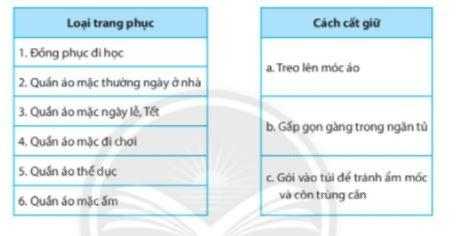 Loại trang phục
1. Đồng phục đi học
2. Quần áo mặc thường ngày ở nhà
3. Quần áo mặc ngày lễ, Tết
4. Quần áo mặc đi chơi
5. Quần áo thể dục
6. Quần áo mặc ấm
Cách cất giữ
a. Treo lên móc áo
b. Gấp gọn gàng trong ngăn tủ
c. Gói vào túi để tránh ẩm mốc
và côn trùng cắn